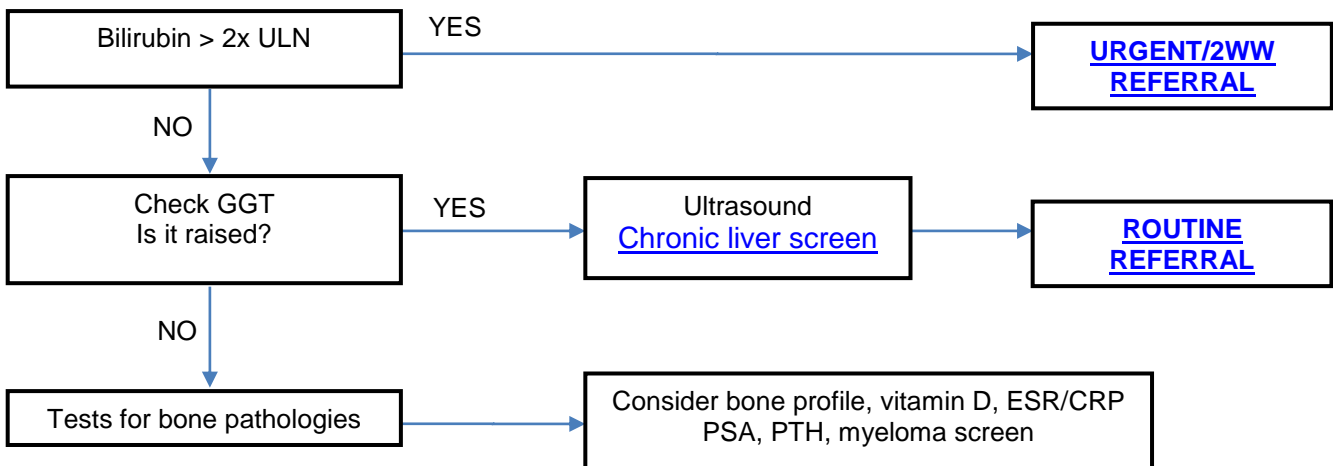 Bilirubin > 2x ULN
YES
URGENT/2WW
REFERRAL
NO
Check GGT
Is it raised?
YES
Ultrasound
Chronic liver screen
ROUTINE
REFERRAL
NO
Tests for bone pathologies
Consider bone profile, vitamin D, ESR/CRP
PSA, PTH, myeloma screen